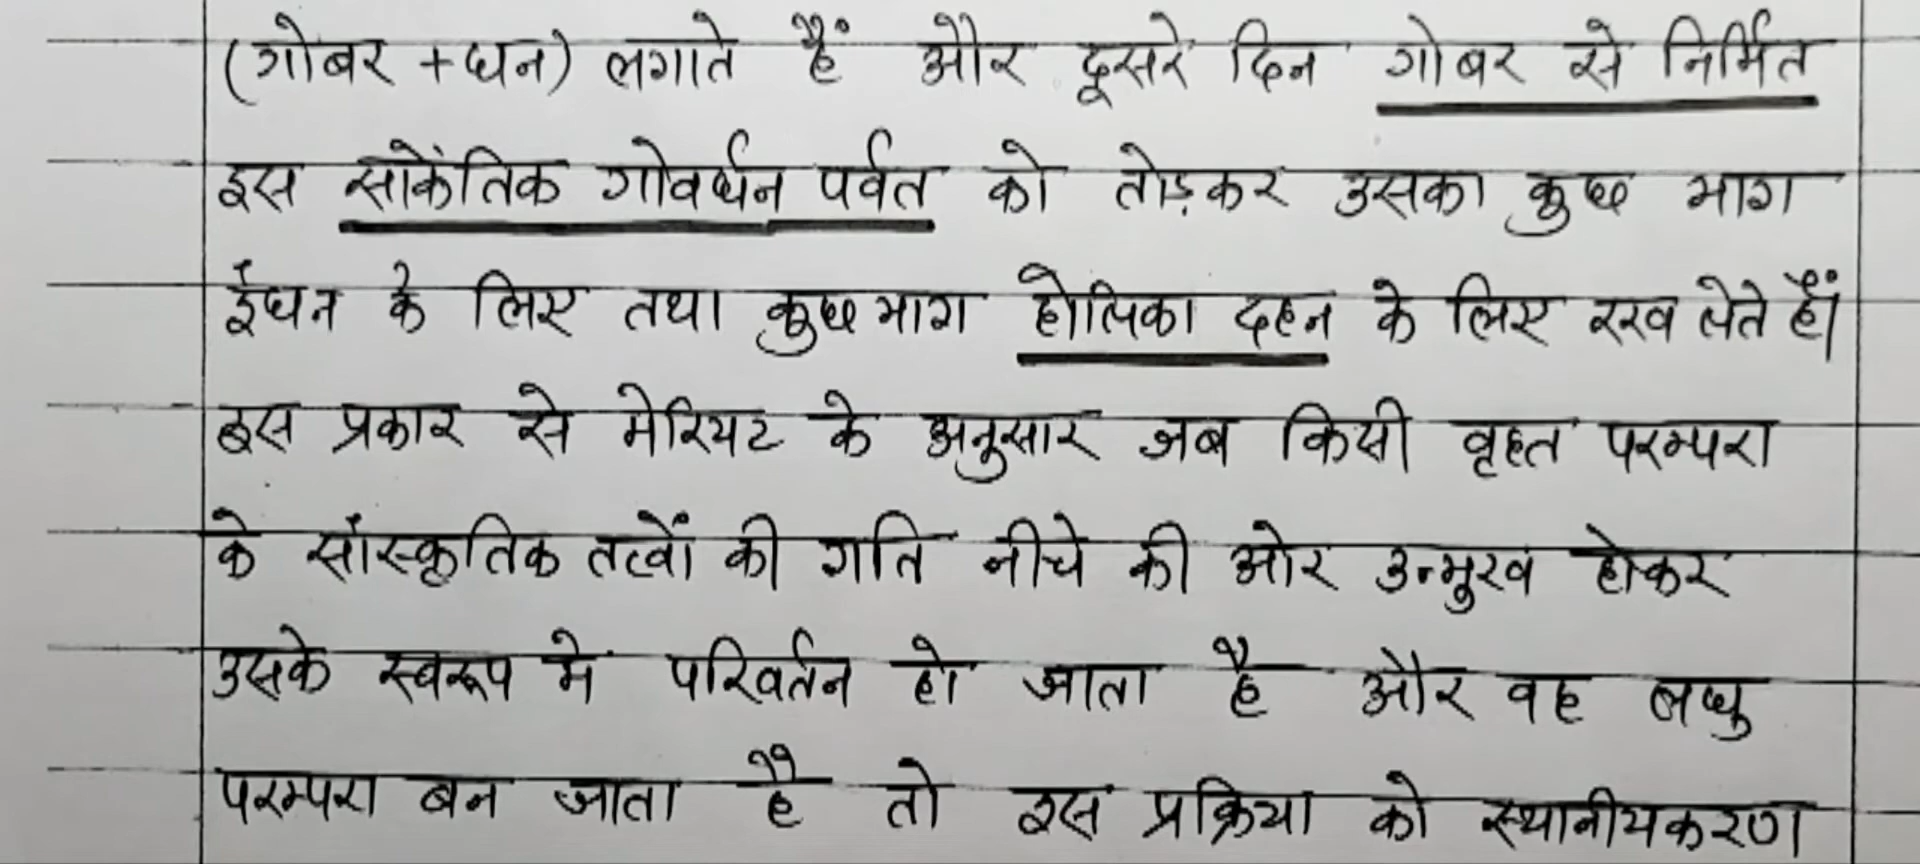 (गोबर + धन) लगाते हैं और दूसरे दिन गोबर से निर्मित
इस सांकेतिक गोवर्धन पर्वत को तोड़कर उसका कुछ भाग
ईंधन के लिए तथा कुछ भाग होलिका दहन के लिए रख लेते हैं।
इस प्रकार से मेरियट के अनुसार जब किसी वृहत परम्परा
के सांस्कृतिक तत्वों की गति नीचे की ओर उन्मुख होकर
उसके स्वरूप मे परिवर्तन हो जाता है और वह लघु
परम्परा बन जाता है तो इस प्रक्रिया को स्थानीयकरण